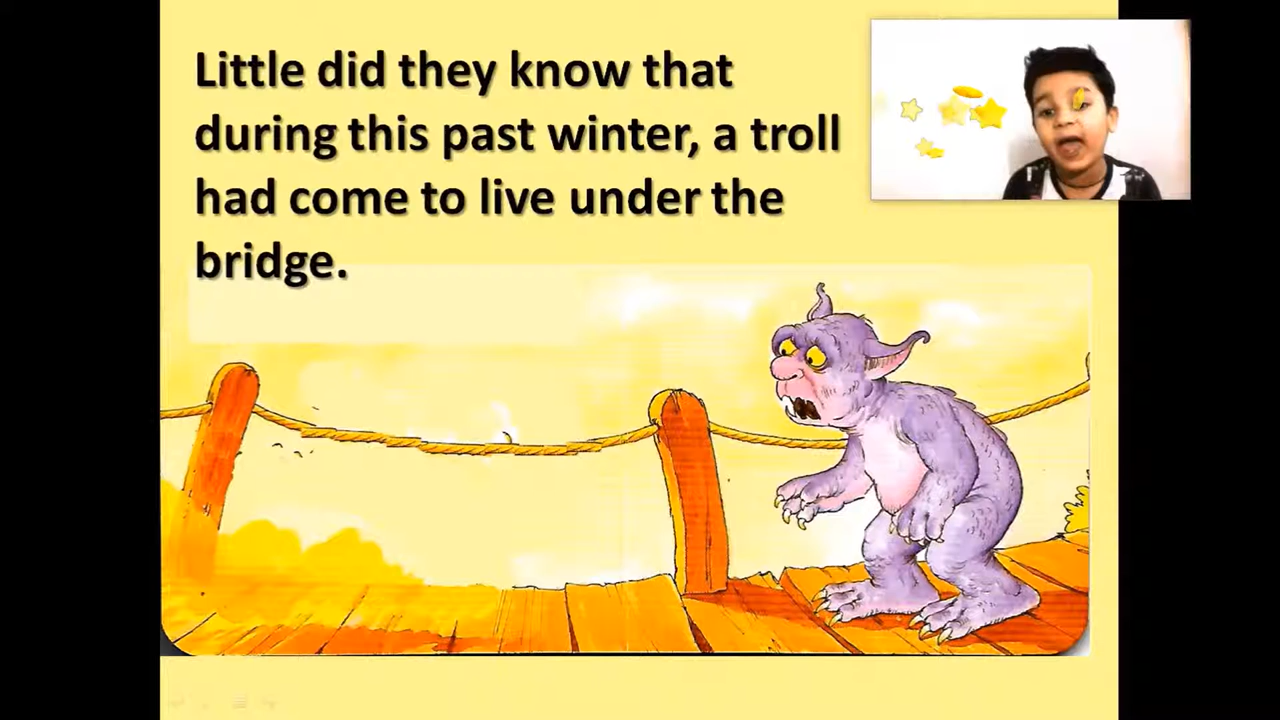 Little did they know that
during this past winter, a troll
had come to live under the
bridge.